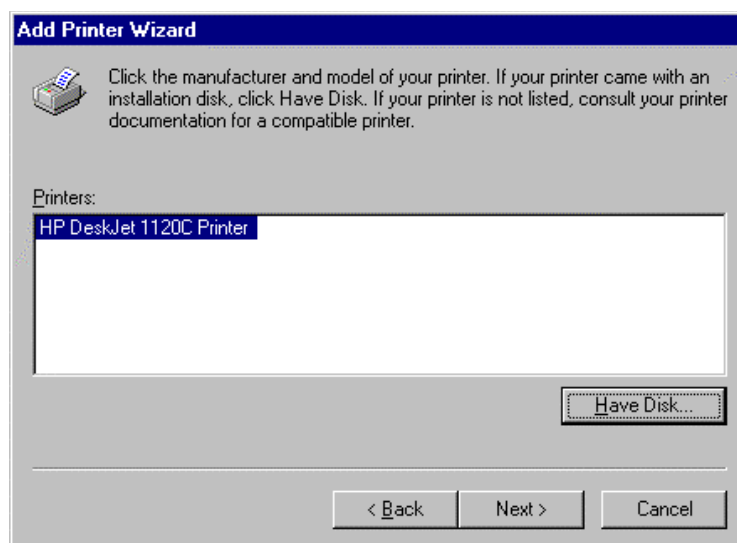 Add Printer Wizard
Click the manufacturer and model of your printer. If your printer came with an
installation disk, click Have Disk. If your printer is not listed, consult your printer
documentation for a compatible printer.
Printers:
HP DeskJet 1120C Printer
Have Disk...
< Back Next > Cancel